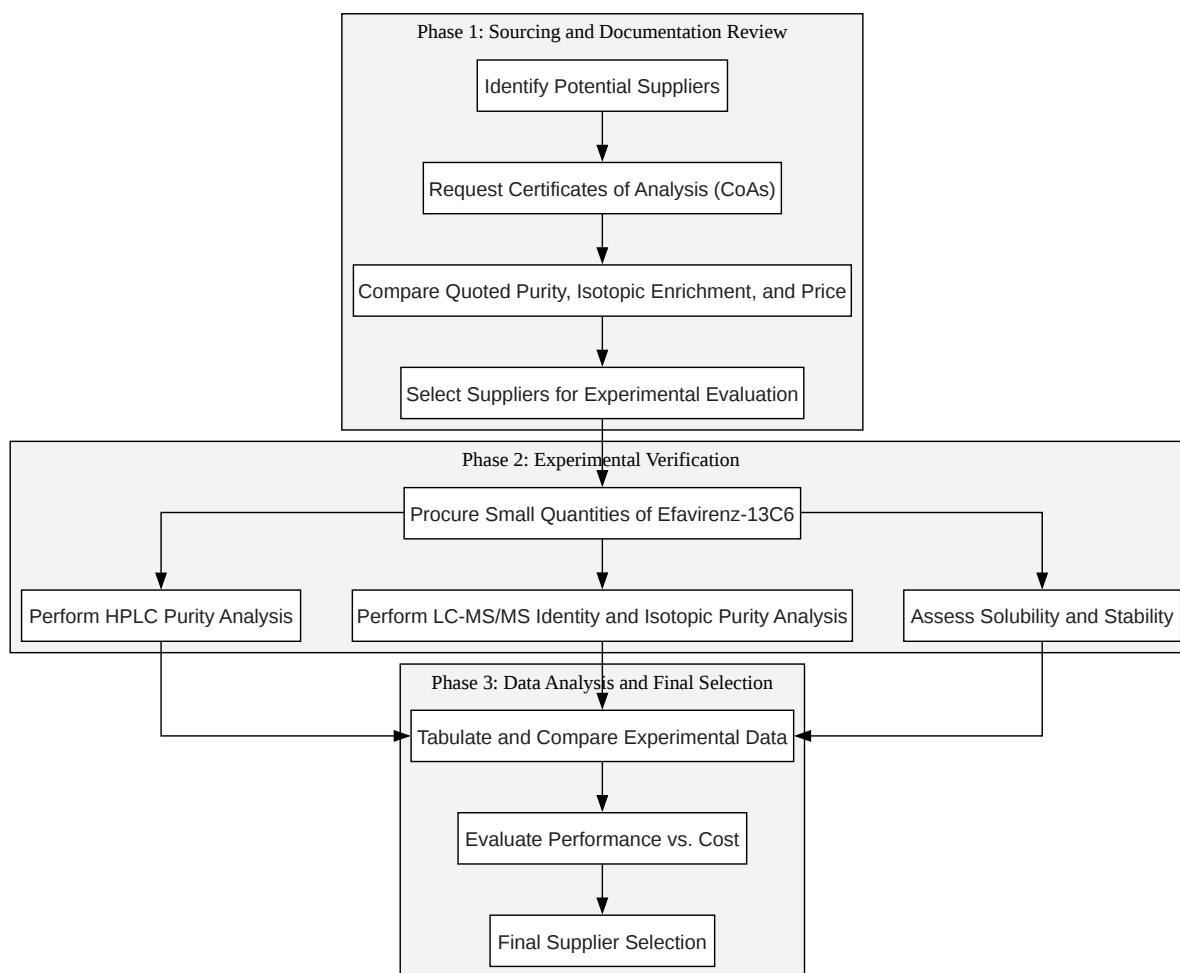 Phase 1: Sourcing and Documentation Review
Identify Potential Suppliers
Request Certificates of Analysis (CoAs)
Compare Quoted Purity, Isotopic Enrichment, and Price
Select Suppliers for Experimental Evaluation
Phase 2: Experimental Verification
Procure Small Quantities of Efavirenz-13C6
Perform HPLC Purity Analysis
Perform LC-MS/MS Identity and Isotopic Purity Analysis
Assess Solubility and Stability
Phase 3: Data Analysis and Final Selection
Tabulate and Compare Experimental Data
Evaluate Performance vs. Cost
Final Supplier Selection